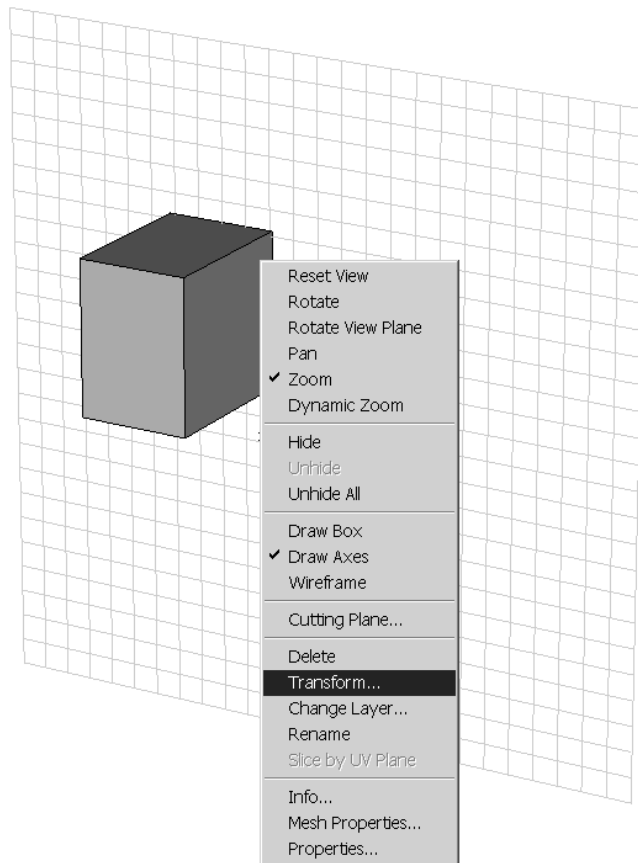 Reset View
Rotate
Rotate View Plane
Pan
✔ Zoom
Dynamic Zoom
Hide
Unhide
Unhide All
Draw Box
✔ Draw Axes
Wireframe
Cutting Plane...
Delete
Transform...
Change Layer...
Rename
Slice by UV Plane
Info...
Mesh Properties...
Properties...